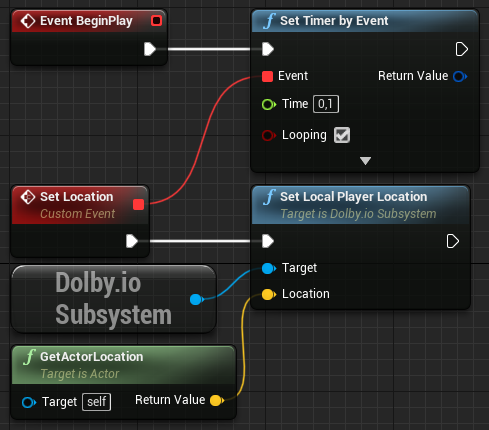 Event BeginPlay
f Set Timer by Event
Event Return Value
Time 0,1
Looping
Set Location
Custom Event
f Set Local Player Location
Target is Dolby.io Subsystem
Target
Location
Dolby.io
Subsystem
f GetActorLocation
Target is Actor
Target self Return Value